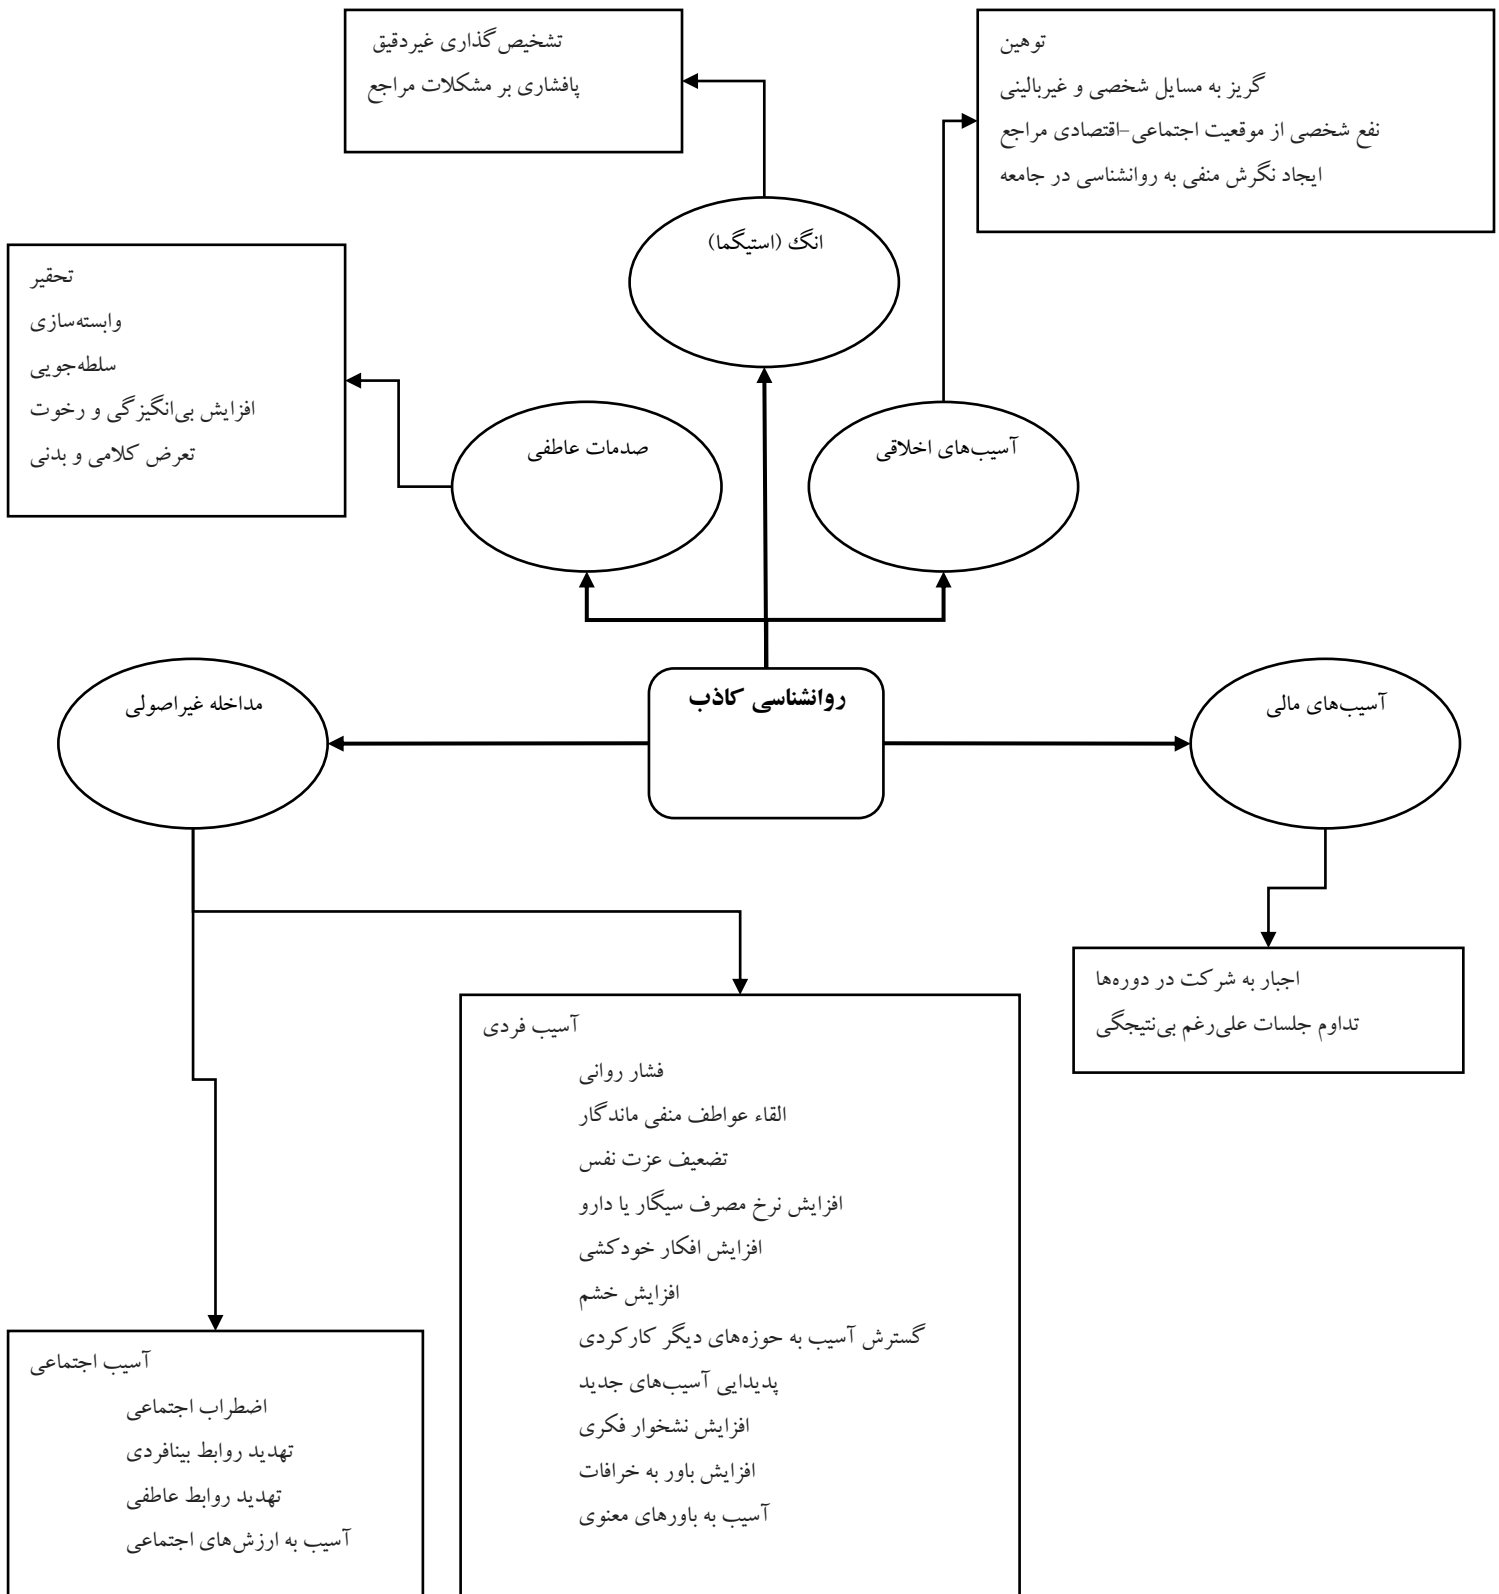 تشخیص‌گذاری غیردقیق
پافشاری بر مشکلات مراجع
توهین
گریز به مسایل شخصی و غیربالینی
نفع شخصی از موقعیت اجتماعی-اقتصادی مراجع
ایجاد نگرش منفی به روانشناسی در جامعه
انگ (استیگما)
تحقیر
وابسته‌سازی
سلطه‌جویی
افزایش بی‌انگیزگی و رخوت
تعرض کلامی و بدنی
صدمات عاطفی
آسیب‌های اخلاقی
روانشناسی کاذب
مداخله غیراصولی
آسیب‌های مالی
اجبار به شرکت در دوره‌ها
تداوم جلسات علی‌رغم بی‌نتیجگی
آسیب فردی
فشار روانی
القاء عواطف منفی ماندگار
تضعیف عزت نفس
افزایش نرخ مصرف سیگار یا دارو
افزایش افکار خودکشی
افزایش خشم
گسترش آسیب به حوزه‌های دیگر کارکردی
پدیدایی آسیب‌های جدید
افزایش نشخوار فکری
افزایش باور به خرافات
آسیب به باورهای معنوی
آسیب اجتماعی
اضطراب اجتماعی
تهدید روابط بینافردی
تهدید روابط عاطفی
آسیب به ارزش‌های اجتماعی